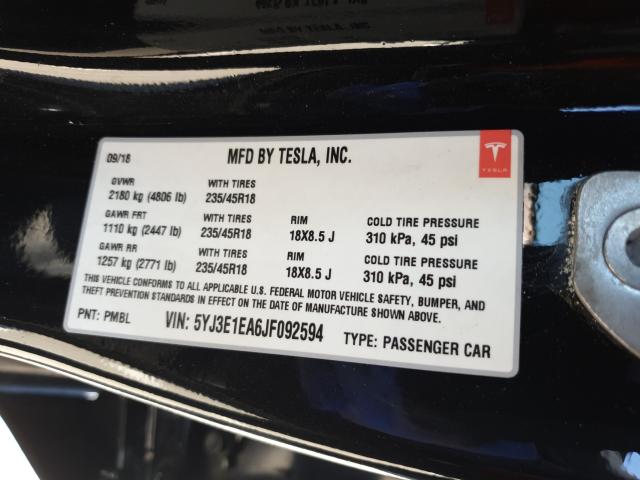 09/18 MFD BY TESLA, INC.
TESLA
GVWR WITH TIRES
2180 kg (4806 lb) 235/45R18
GAWR FRT WITH TIRES RIM COLD TIRE PRESSURE
1110 kg (2447 lb) 235/45R18 18X8.5 J 310 kPa, 45 psi
GAWR RR WITH TIRES RIM COLD TIRE PRESSURE
1257 kg (2771 lb) 235/45R18 18X8.5 J 310 kPa, 45 psi
THIS VEHICLE CONFORMS TO ALL APPLICABLE U.S. FEDERAL MOTOR VEHICLE SAFETY, BUMPER, AND
THEFT PREVENTION STANDARDS IN EFFECT ON THE DATE OF MANUFACTURE SHOWN ABOVE.
PNT: PMBL VIN: 5YJ3E1EA6JF092594 TYPE: PASSENGER CAR